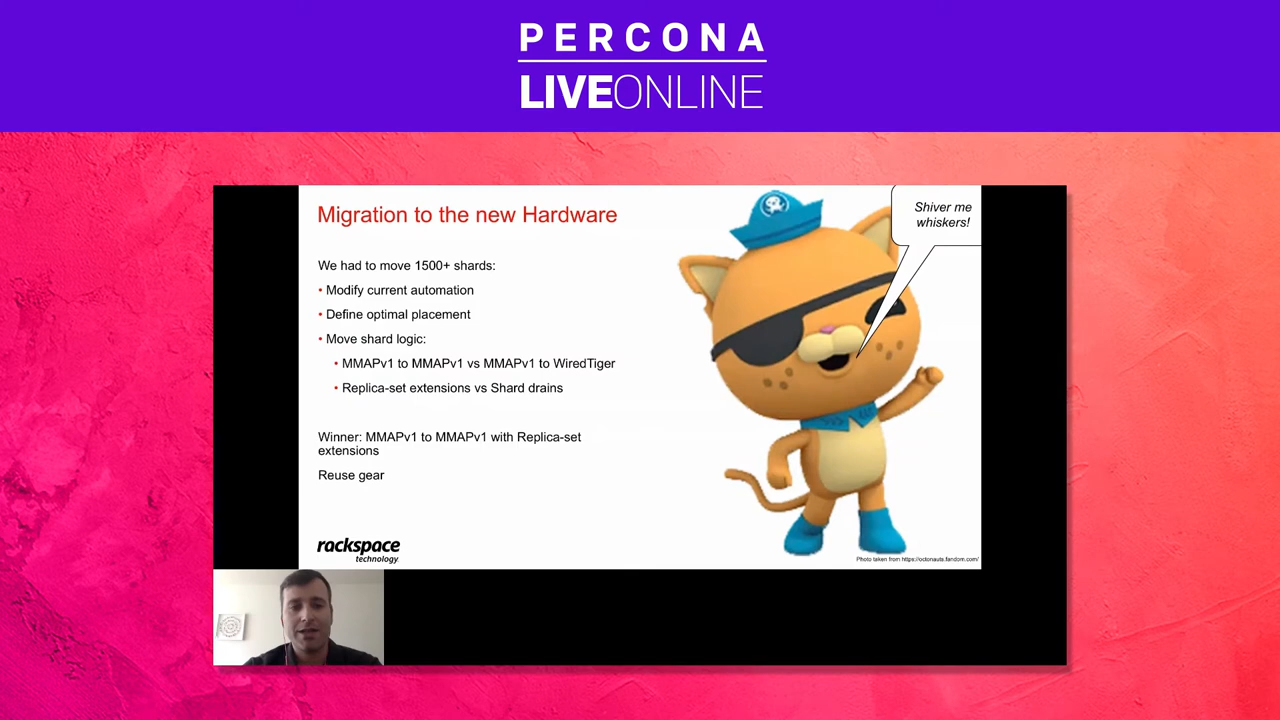 PERCONA
LIVEONLINE
Migration to the new Hardware
Shiver me
whiskers!
We had to move 1500+ shards:
• Modify current automation
• Define optimal placement
• Move shard logic:
• MMAPv1 to MMAPv1 vs MMAPv1 to WiredTiger
• Replica-set extensions vs Shard drains
Winner: MMAPv1 to MMAPv1 with Replica-set
extensions
Reuse gear
rackspace
technology
Photo taken from https://octonauts.fandom.com/